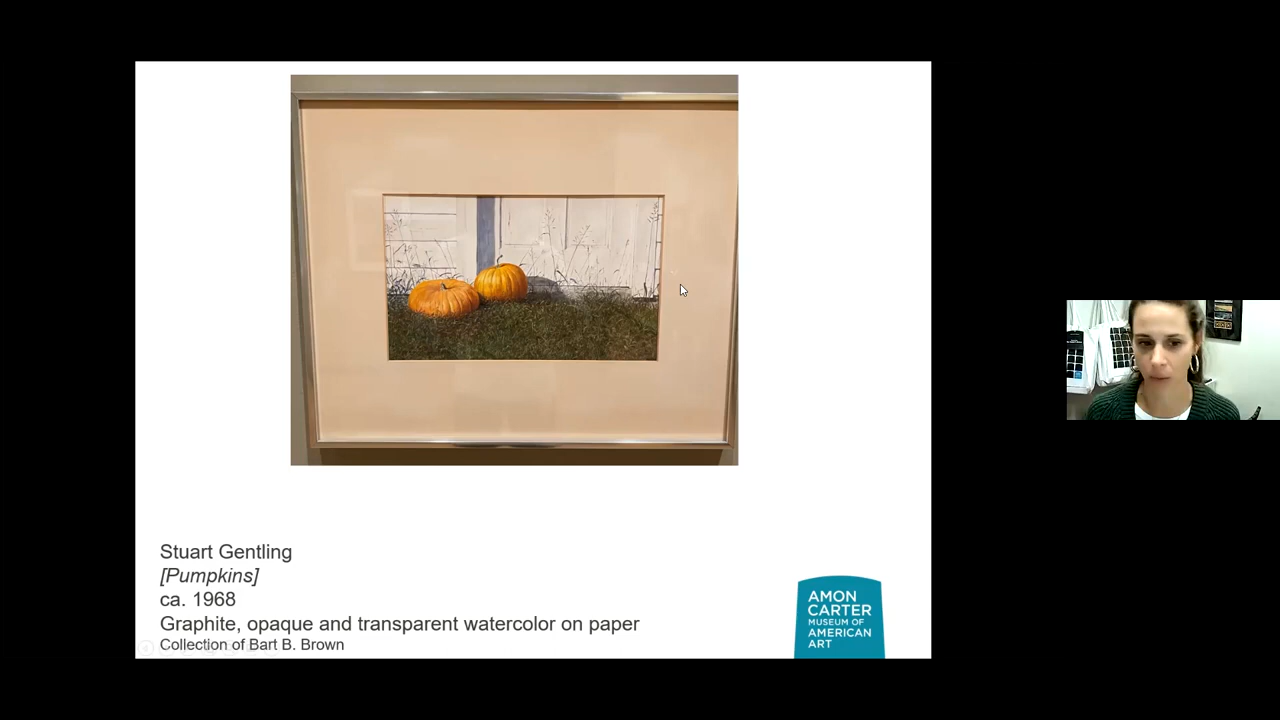 Stuart Gentling
[Pumpkins]
ca. 1968
Graphite, opaque and transparent watercolor on paper
Collection of Bart B. Brown
AMON
CARTER
MUSEUM OF
AMERICAN
ART